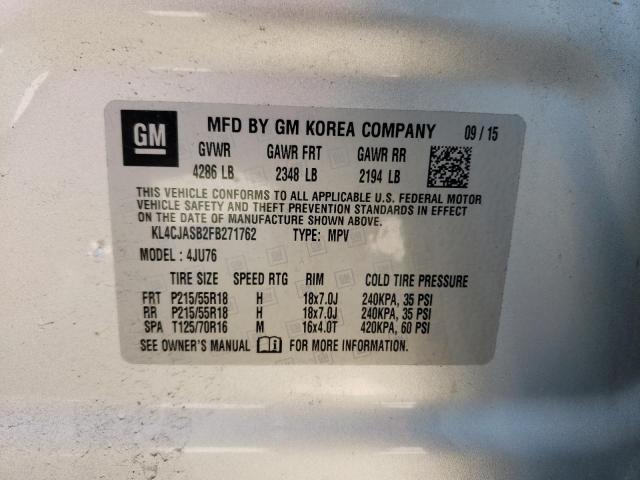 GM MFD BY GM KOREA COMPANY 09/15
GVWR GAWR FRT GAWR RR
4286 LB 2348 LB 2194 LB
THIS VEHICLE CONFORMS TO ALL APPLICABLE U.S. FEDERAL MOTOR
VEHICLE SAFETY AND THEFT PREVENTION STANDARDS IN EFFECT
ON THE DATE OF MANUFACTURE SHOWN ABOVE.
KL4CJASB2FB271762 TYPE: MPV
MODEL : 4JU76
TIRE SIZE SPEED RTG RIM COLD TIRE PRESSURE
FRT P215/55R18 H 18x7.0J 240KPA, 35 PSI
RR P215/55R18 H 18x7.0J 240KPA, 35 PSI
SPA T125/70R16 M 16x4.0T 420KPA, 60 PSI
SEE OWNER'S MANUAL FOR MORE INFORMATION.